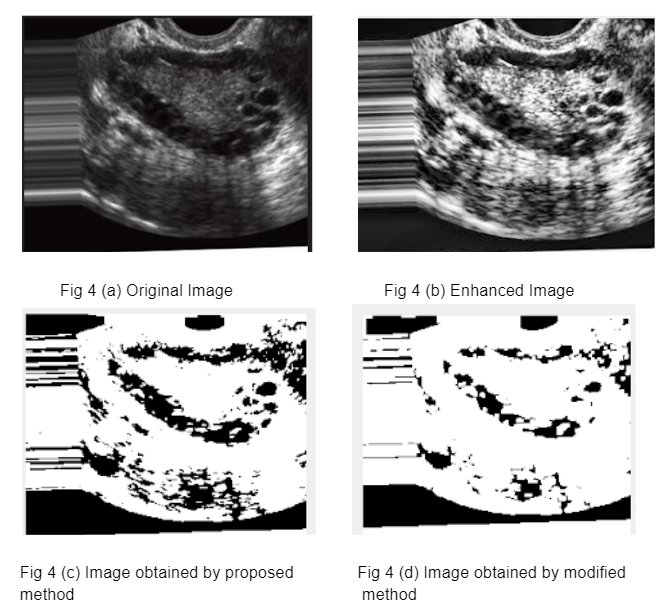 Fig 4 (a) Original Image
Fig 4 (b) Enhanced Image
Fig 4 (c) Image obtained by proposed
method
Fig 4 (d) Image obtained by modified
method